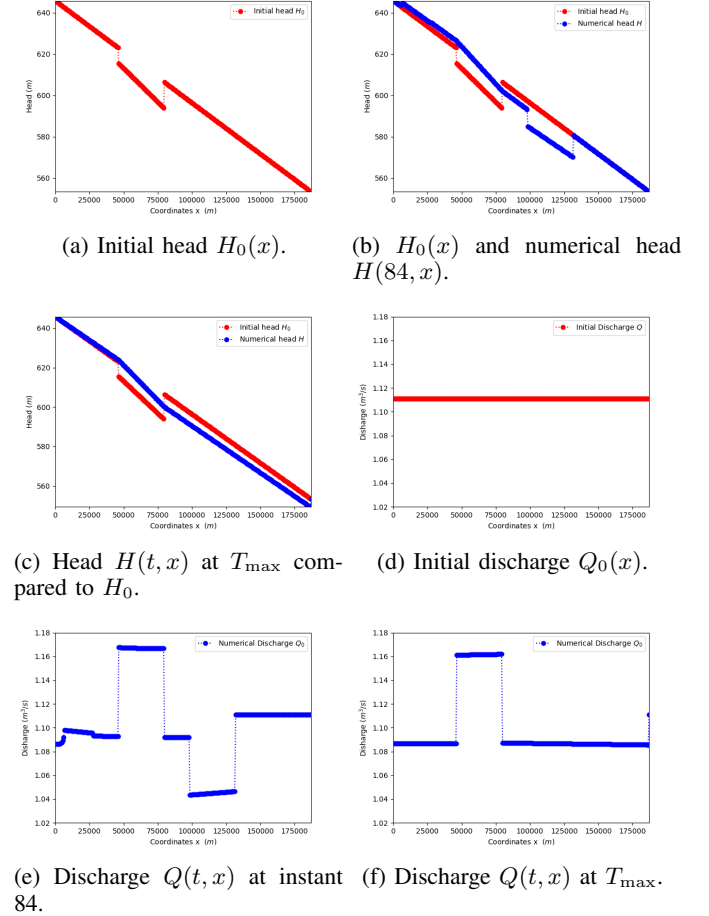 640
620
600
580
560
Head (m)
0 25000 50000 75000 100000 125000 150000 175000
Coordinates x (m)
Initial head H₀
(a) Initial head H₀(x).
640
620
600
580
560
Head (m)
0 25000 50000 75000 100000 125000 150000 175000
Coordinates x (m)
Initial head H₀
Numerical head H
(b) H₀(x) and numerical head
H(84, x).
640
620
600
580
560
Head (m)
0 25000 50000 75000 100000 125000 150000 175000
Coordinates x (m)
Initial head H₀
Numerical head H
(c) Head H(t, x) at Tmax com-
pared to H₀.
1.18
1.16
1.14
1.12
1.10
1.08
1.06
1.04
1.02
Disharge (m³/s)
0 25000 50000 75000 100000 125000 150000 175000
Coordinates x (m)
Initial Discharge Q
(d) Initial discharge Q₀(x).
1.18
1.16
1.14
1.12
1.10
1.08
1.06
1.04
1.02
Disharge (m³/s)
0 25000 50000 75000 100000 125000 150000 175000
Coordinates x (m)
Numerical Discharge Q₀
(e) Discharge Q(t, x) at instant
84.
1.18
1.16
1.14
1.12
1.10
1.08
1.06
1.04
1.02
Disharge (m³/s)
0 25000 50000 75000 100000 125000 150000 175000
Coordinates x (m)
Numerical Discharge Q₀
(f) Discharge Q(t, x) at Tmax.